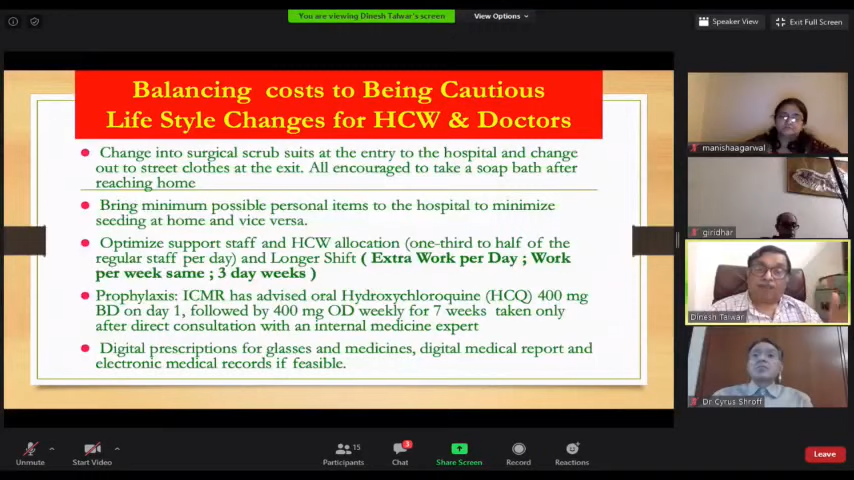 You are viewing Dinesh Talwar's screen
View Options
Speaker View
Exit Full Screen
Balancing costs to Being Cautious
Life Style Changes for HCW & Doctors
Change into surgical scrub suits at the entry to the hospital and change
out to street clothes at the exit. All encouraged to take a soap bath after
reaching home
Bring minimum possible personal items to the hospital to minimize
seeding at home and vice versa.
Optimize support staff and HCW allocation (one-third to half of the
regular staff per day) and Longer Shift ( Extra Work per Day ; Work
per week same ; 3 day weeks )
Prophylaxis: ICMR has advised oral Hydroxychloroquine (HCQ) 400 mg
BD on day 1, followed by 400 mg OD weekly for 7 weeks taken only
after direct consultation with an internal medicine expert
Digital prescriptions for glasses and medicines, digital medical report and
electronic medical records if feasible.
manishaagarwal
giridhar
Dinesh Talwar
Dr Cyrus Shroff
Unmute
Start Video
15
Participants
3
Chat
Share Screen
Record
Reactions
Leave